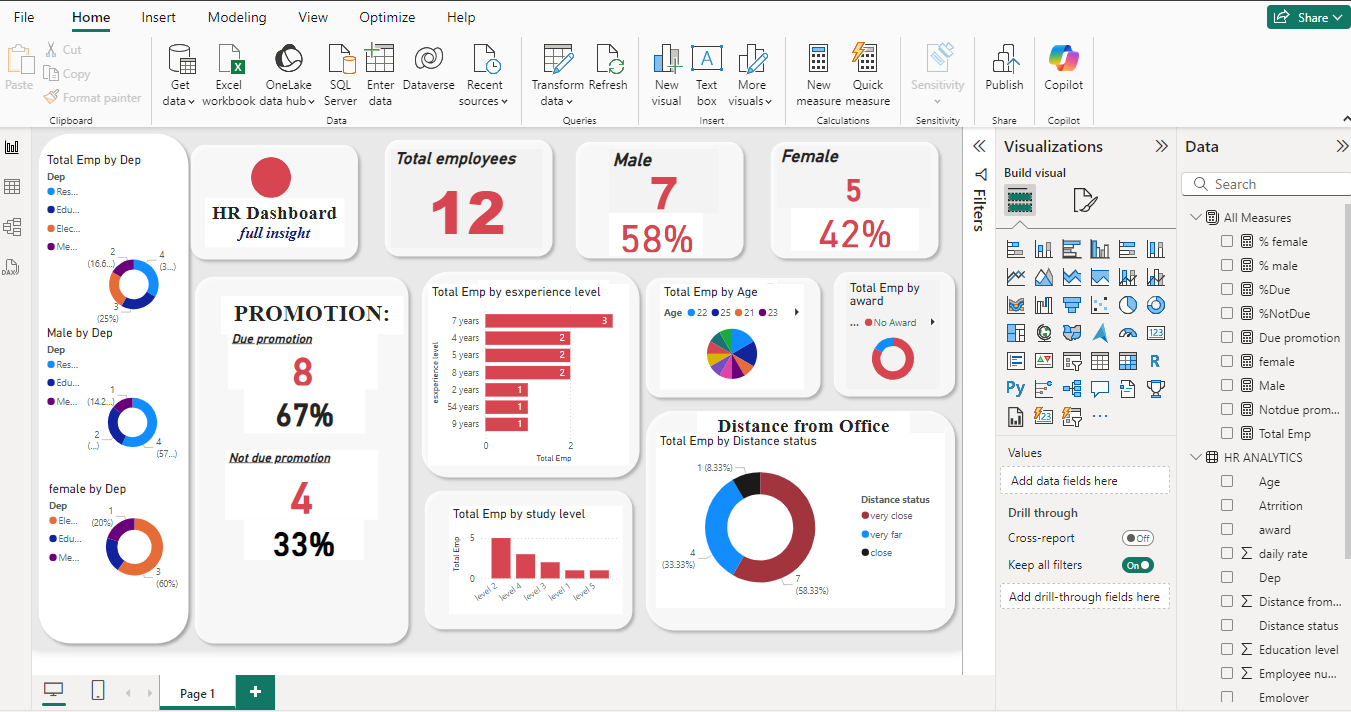 File Home Insert Modeling View Optimize Help
Share
Paste
Cut
Copy
Format painter
Clipboard
Get data
Excel workbook
OneLake data hub
SQL Server
Enter data
Dataverse
Recent sources
Data
Transform data
Refresh
Queries
New visual
Text box
More visuals
Insert
New measure
Quick measure
Calculations
Sensitivity
Sensitivity
Publish
Share
Copilot
Copilot
Total Emp by Dep
Dep
Res...
Edu...
Elec...
Me...
2
(16.6...)
4
(3...)
3
(25%)
Male by Dep
Dep
Res...
Edu...
Me...
1
(14.2...)
2
(...)
4
(57...)
female by Dep
Dep
Ele...
Edu...
Me...
1
(20%)
3
(60%)
HR Dashboard
full insight
Total employees
12
Male
7
58%
Female
5
42%
PROMOTION:
Due promotion
8
67%
Not due promotion
4
33%
Total Emp by esxperience level
esxperience level
7 years 3
4 years 2
5 years 2
8 years 2
2 years 1
54 years 1
9 years 1
0 2
Total Emp
Total Emp by Age
Age 22 25 21 23
Total Emp by award
... No Award
Total Emp by study level
Total Emp
5
0
level 2 level 4 level 3 level 1 level 5
Distance from Office
Total Emp by Distance status
1 (8.33%)
4
(33.33%)
7
(58.33%)
Distance status
very close
very far
close
Filters
Visualizations
Build visual
123
R
Py
123
...
Values
Add data fields here
Drill through
Cross-report Off
Keep all filters On
Add drill-through fields here
Data
Search
All Measures
% female
% male
%Due
%NotDue
Due promotion
female
Male
Notdue prom...
Total Emp
HR ANALYTICS
Age
Atrrition
award
daily rate
Dep
Distance from...
Distance status
Education level
Employee nu...
Employer
DAX
Page 1
+